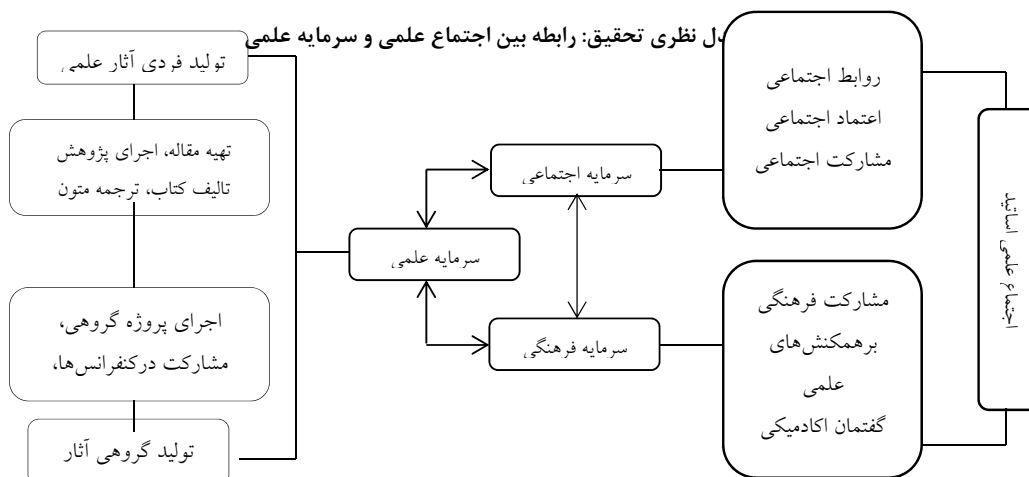 دل نظری تحقیق: رابطه بین اجتماع علمی و سرمایه علمی
اجتماع علمی اساتید
روابط اجتماعی
اعتماد اجتماعی
مشارکت اجتماعی
مشارکت فرهنگی
برهمکنش‌های
علمی
گفتمان اکادمیکی
سرمایه اجتماعی
سرمایه فرهنگی
سرمایه علمی
تولید فردی آثار علمی
تهیه مقاله، اجرای پژوهش
تالیف کتاب، ترجمه متون
اجرای پروژه گروهی،
مشارکت درکنفرانس‌ها،
تولید گروهی آثار